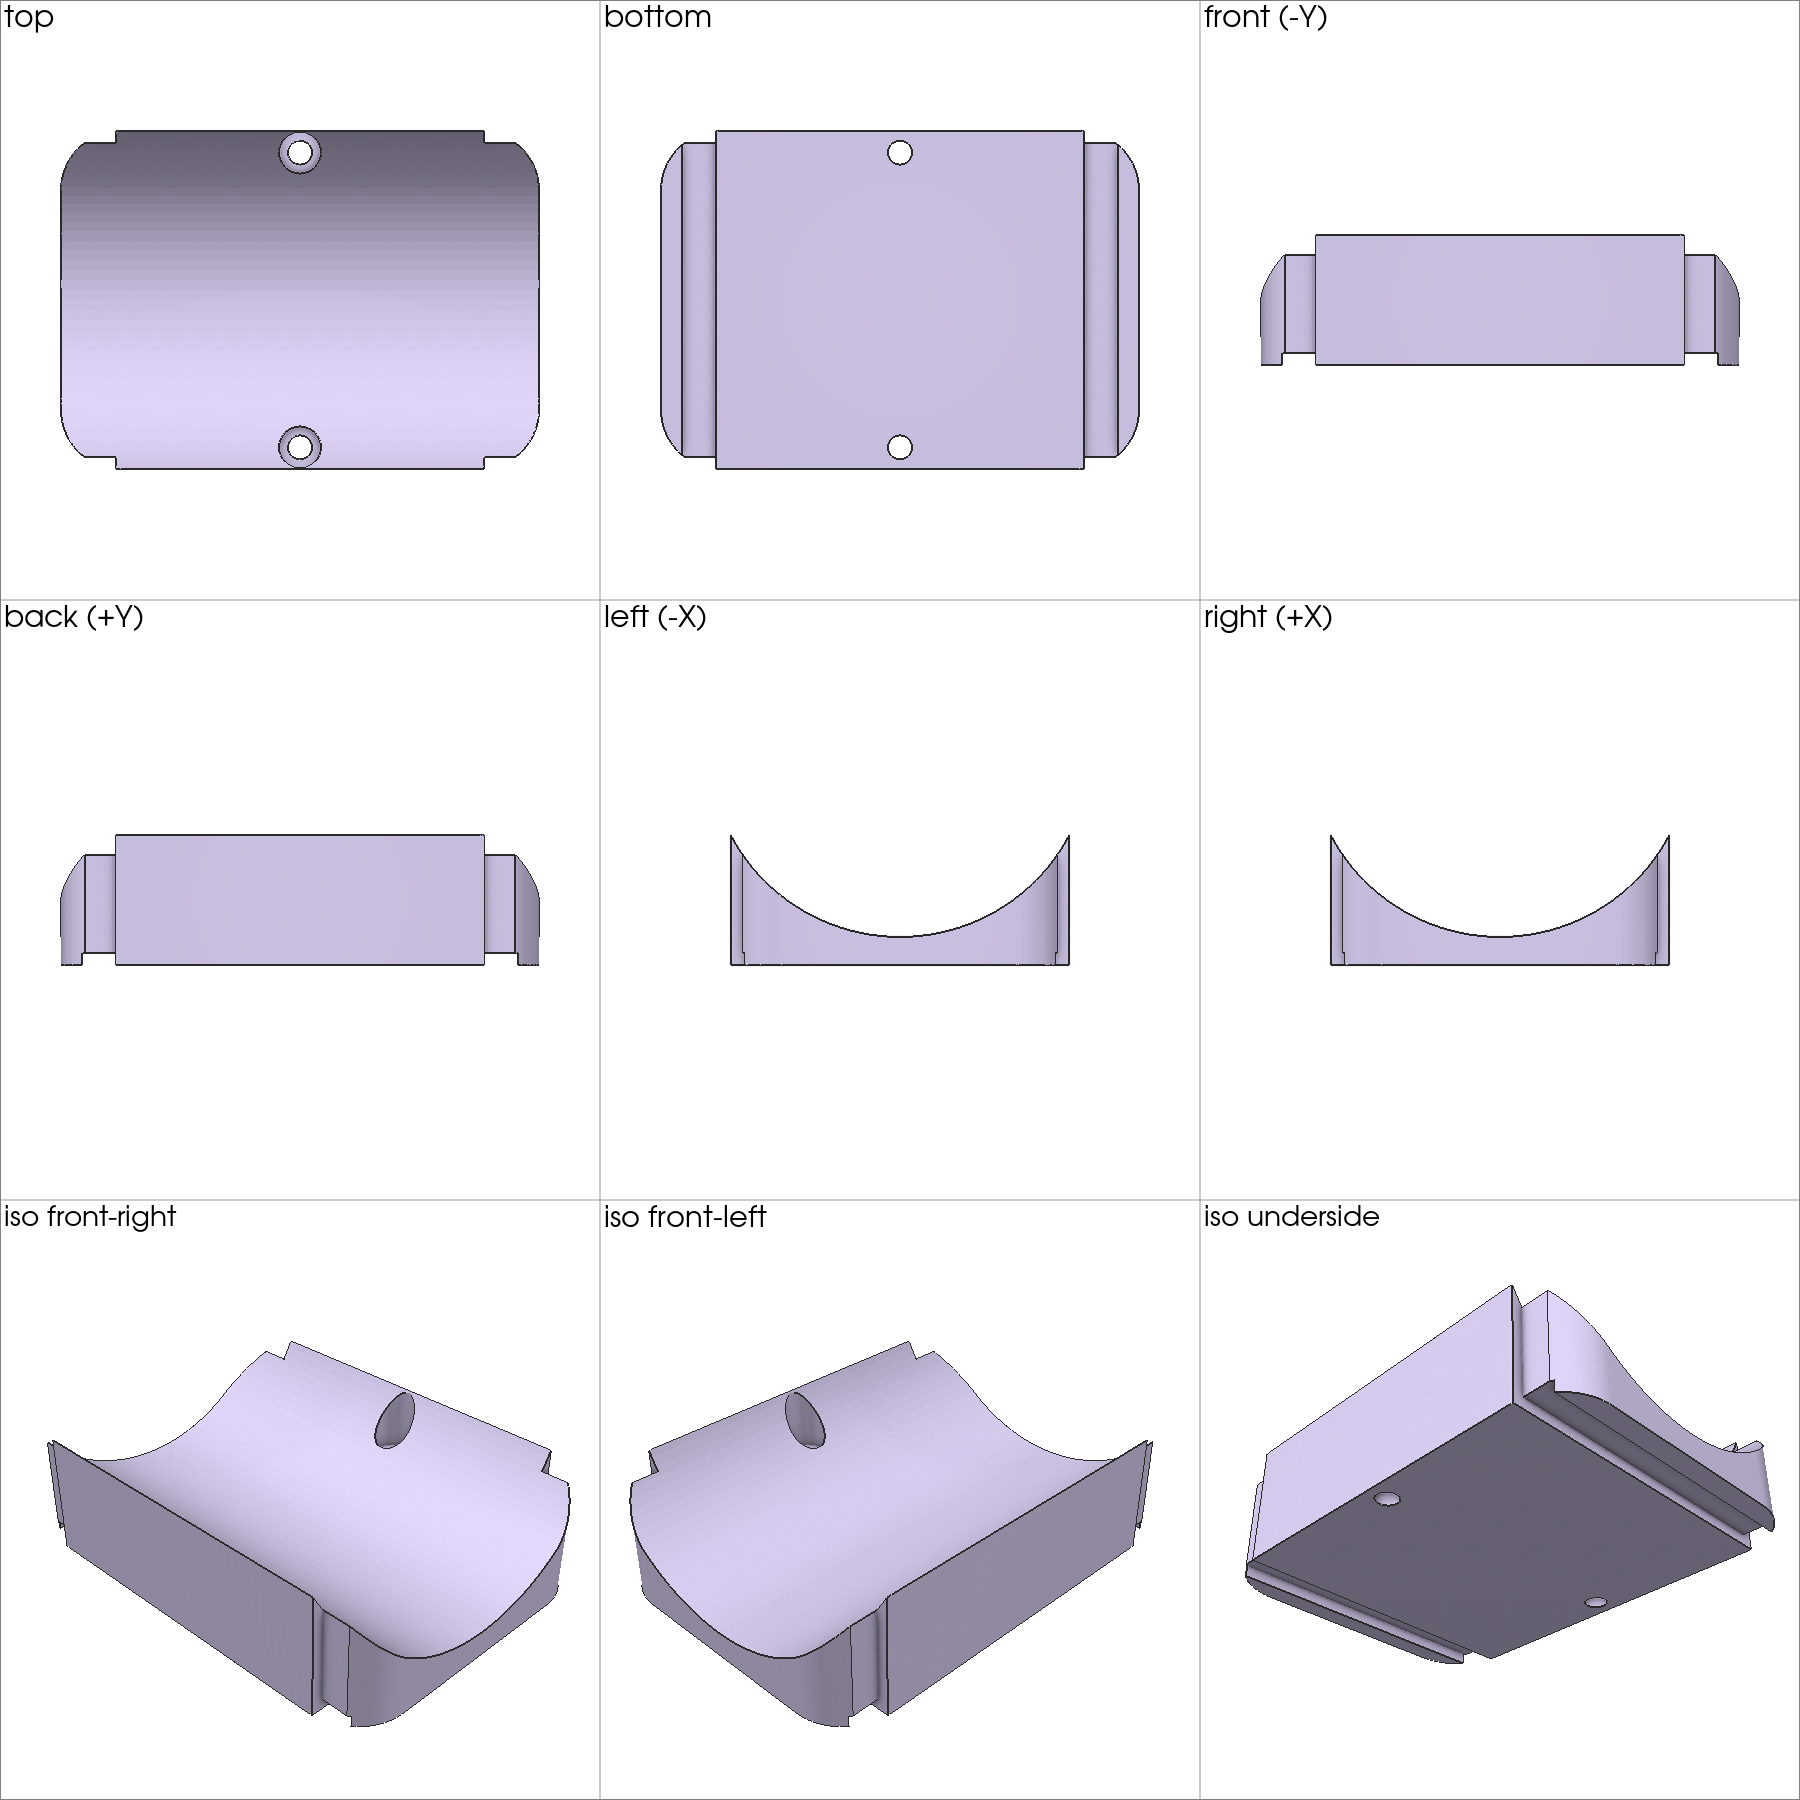 top
bottom
front (-Y)
back (+Y)
left (-X)
right (+X)
iso front-right
iso front-left
iso underside